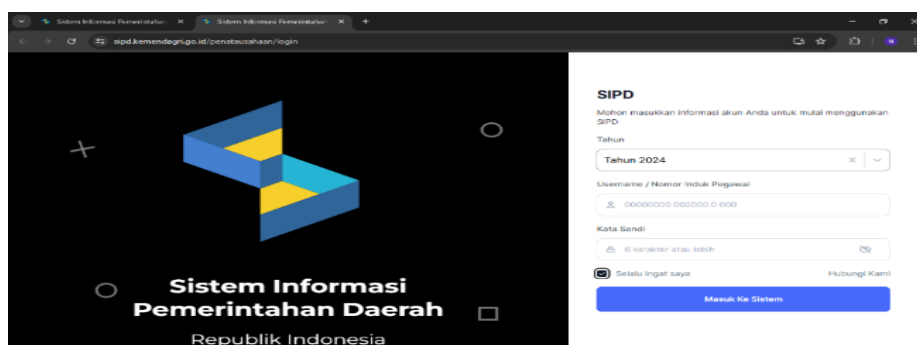 Sistem Informasi Pemerintahan
Sistem Informasi Pemerintahan
sipd.kemendagri.go.id/penatausahaan/login
SIPD
Mohon masukkan informasi akun Anda untuk mulai menggunakan
SIPD
Tahun
Tahun 2024
Username / Nomor Induk Pegawai
00000000 000000 0 000
Kata Sandi
6 karakter atau lebih
Selalu ingat saya
Hubungi Kami
Masuk Ke Sistem
Sistem Informasi
Pemerintahan Daerah
Republik Indonesia